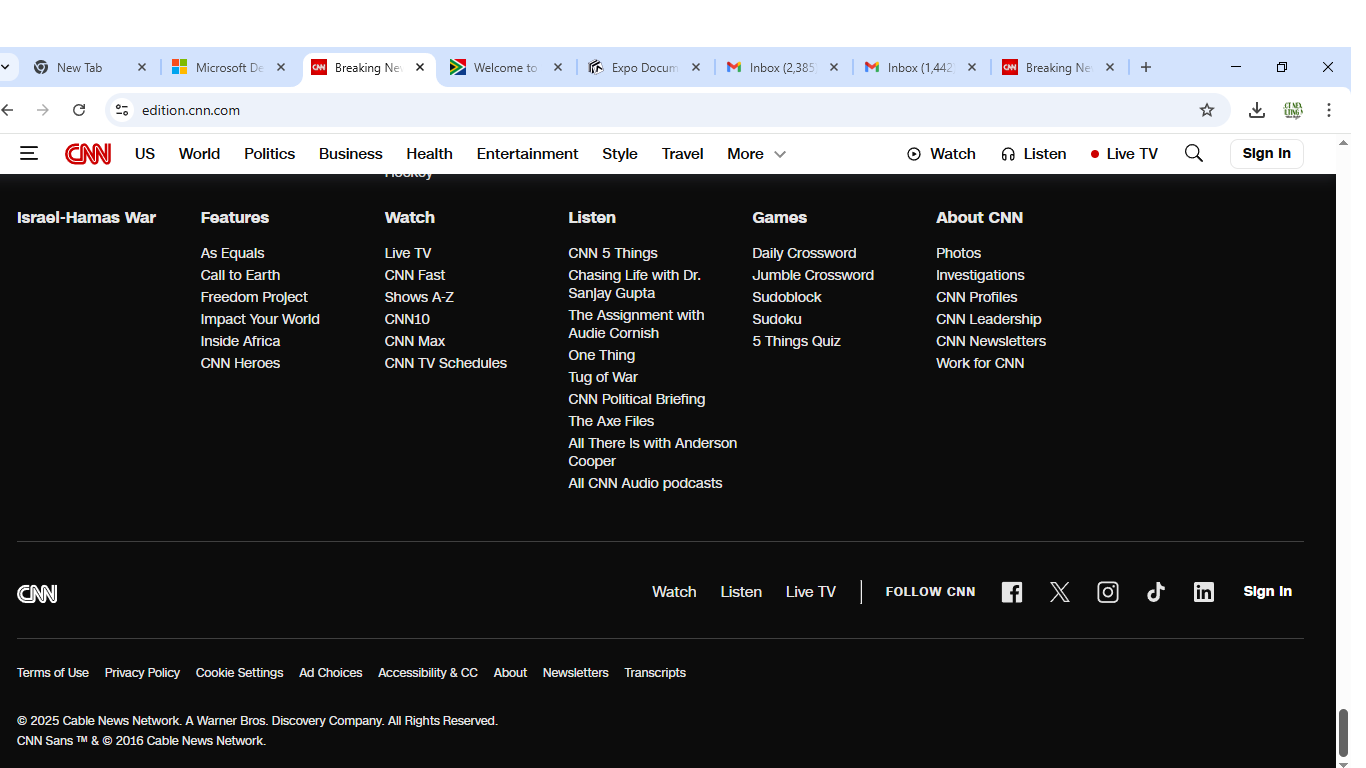 New Tab
Microsoft De
Breaking Nev
Welcome to
Expo Docum
Inbox (2,385
Inbox (1,442
CNN Breaking Ne
edition.cnn.com
CNN US World Politics Business Health Entertainment Style Travel More Watch Listen Live TV Sign In
Hockey
Israel-Hamas War
Features
As Equals
Call to Earth
Freedom Project
Impact Your World
Inside Africa
CNN Heroes
Watch
Live TV
CNN Fast
Shows A-Z
CNN10
CNN Max
CNN TV Schedules
Listen
CNN 5 Things
Chasing Life with Dr.
Sanjay Gupta
The Assignment with
Audie Cornish
One Thing
Tug of War
CNN Political Briefing
The Axe Files
All There Is with Anderson
Cooper
All CNN Audio podcasts
Games
Daily Crossword
Jumble Crossword
Sudoblock
Sudoku
5 Things Quiz
About CNN
Photos
Investigations
CNN Profiles
CNN Leadership
CNN Newsletters
Work for CNN
CNN Watch Listen Live TV FOLLOW CNN Sign In
Terms of Use Privacy Policy Cookie Settings Ad Choices Accessibility & CC About Newsletters Transcripts
© 2025 Cable News Network. A Warner Bros. Discovery Company. All Rights Reserved.
CNN Sans ™ & © 2016 Cable News Network.